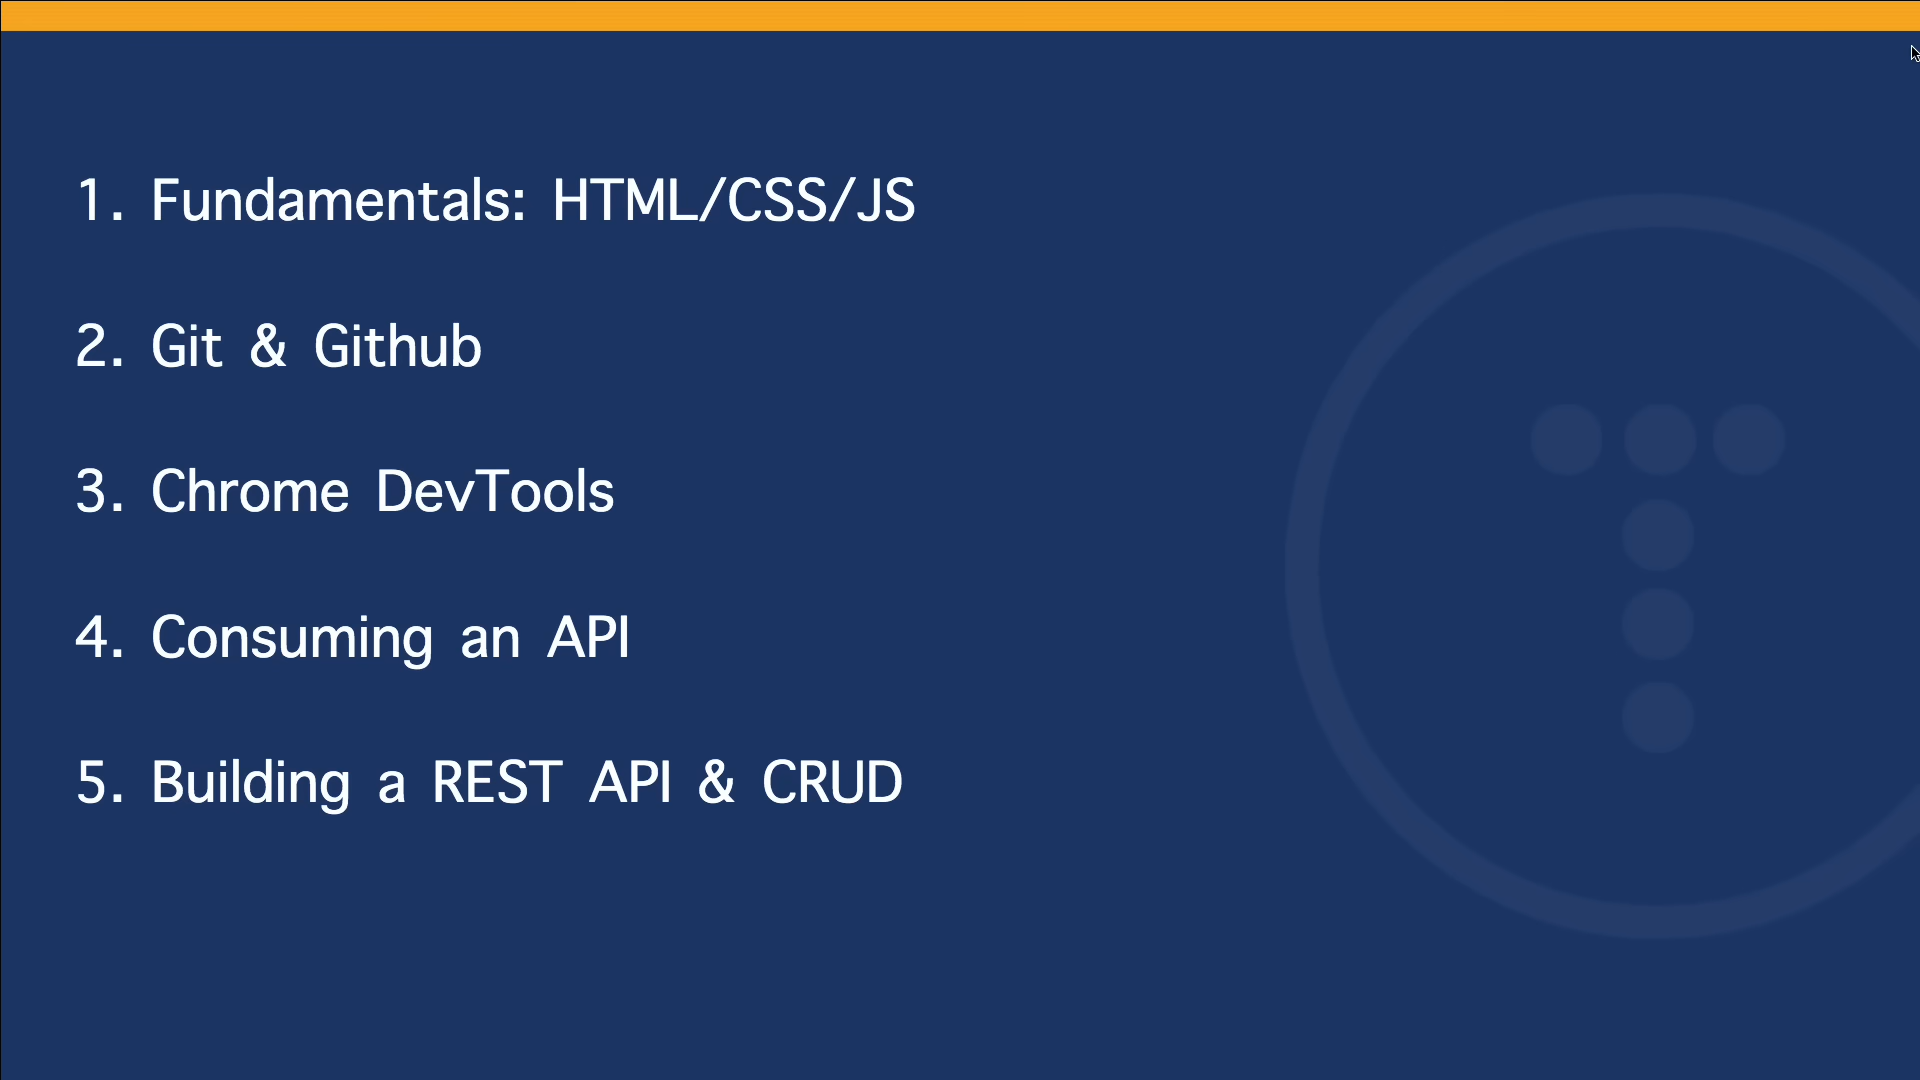 1. Fundamentals: HTML/CSS/JS
2. Git & Github
3. Chrome DevTools
4. Consuming an API
5. Building a REST API & CRUD